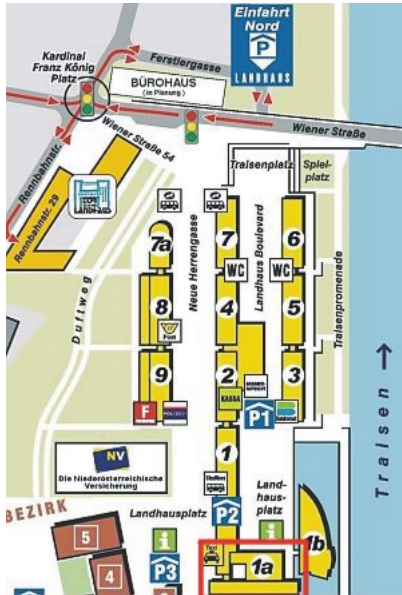 Einfahrt
Nord
P
LANDHAUS
Kardinal
Franz König
Platz
Ferstlergasse
BÜROHAUS
(in Planung)
Wiener Straße
Wiener Straße 54
Rennbahnstr.
Rennbahnstr. 29
Traisenplatz
Spiel-
platz
7a
7
6
WC
WC
Neue Herrengasse
Landhaus Boulevard
Traisenpromenade
Duftweg
8
4
5
Post
9
2
3
KASSA
F
POLIZEI
P1
1
Traisen
NV
Die Niederösterreichische
Versicherung
P2
Land-
haus-
platz
BEZIRK
Landhausplatz
i
i
5
4
P3
Taxi
1a
1b